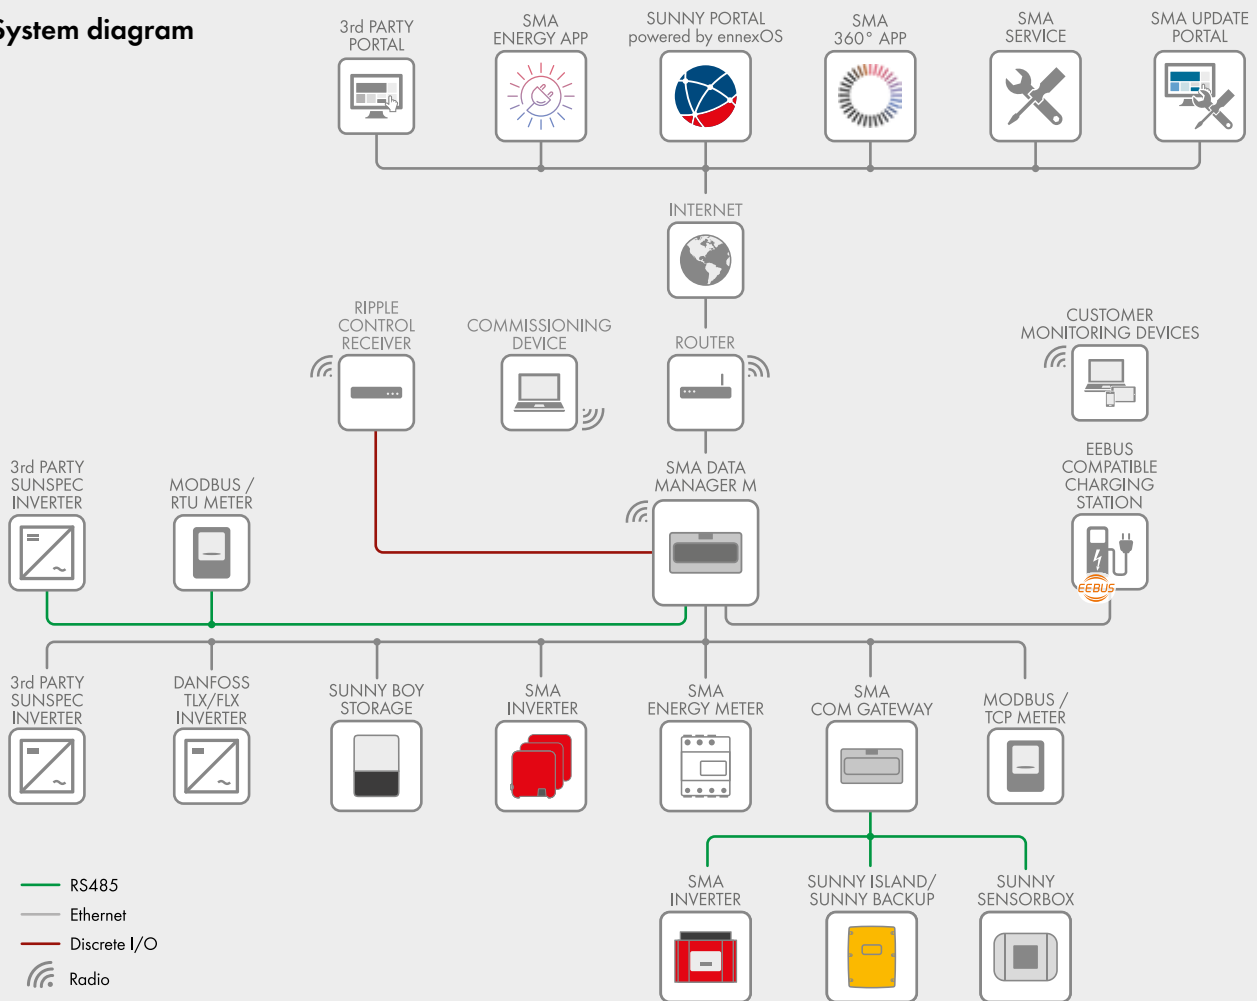 System diagram
3rd PARTY
PORTAL
SMA
ENERGY APP
SUNNY PORTAL
powered by ennexOS
SMA
360° APP
SMA
SERVICE
SMA UPDATE
PORTAL
INTERNET
RIPPLE
CONTROL
RECEIVER
COMMISSIONING
DEVICE
ROUTER
CUSTOMER
MONITORING DEVICES
3rd PARTY
SUNSPEC
INVERTER
MODBUS /
RTU METER
SMA DATA
MANAGER M
EEBUS
COMPATIBLE
CHARGING
STATION
EEBUS
3rd PARTY
SUNSPEC
INVERTER
DANFOSS
TLX/FLX
INVERTER
SUNNY BOY
STORAGE
SMA
INVERTER
SMA
ENERGY METER
SMA
COM GATEWAY
MODBUS /
TCP METER
SMA
INVERTER
SUNNY ISLAND/
SUNNY BACKUP
SUNNY
SENSORBOX
RS485
Ethernet
Discrete I/O
Radio